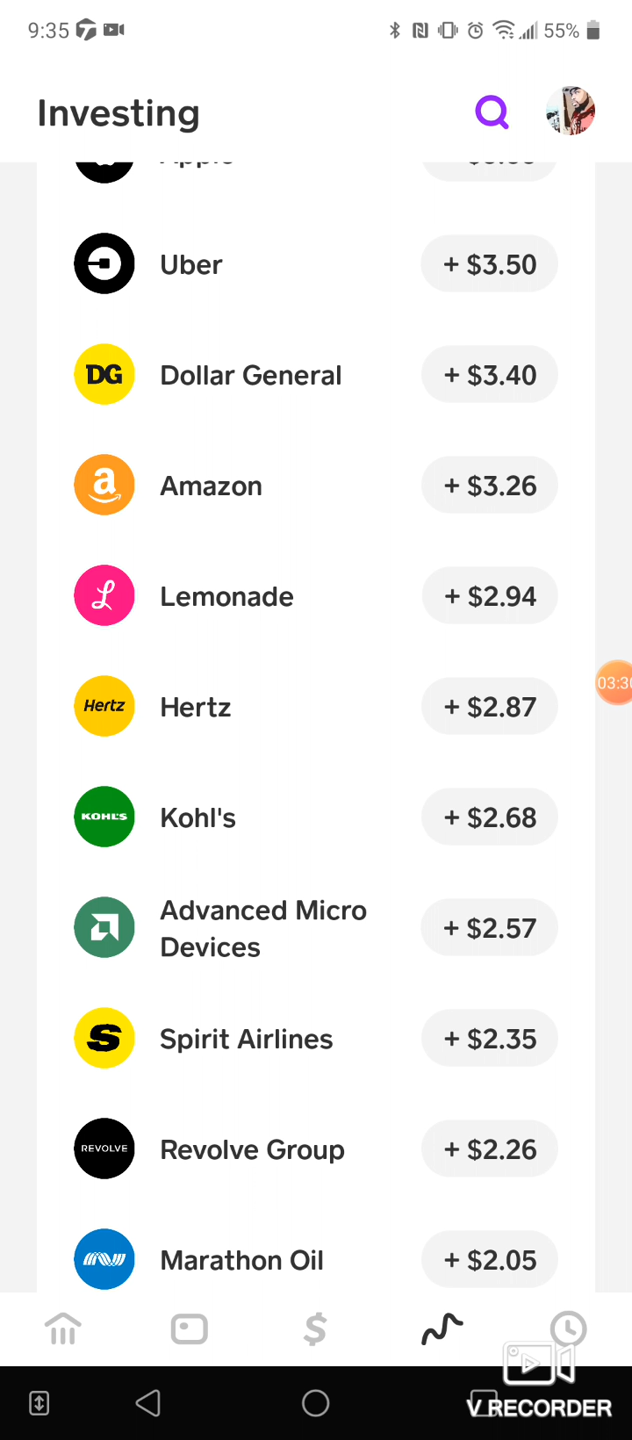 9:35
55%
Investing
Uber
+ $3.50
DG
Dollar General
+ $3.40
a
Amazon
+ $3.26
L
Lemonade
+ $2.94
03:30
Hertz
Hertz
+ $2.87
KOHL'S
Kohl's
+ $2.68
Advanced Micro
Devices
+ $2.57
S
Spirit Airlines
+ $2.35
REVOLVE
Revolve Group
+ $2.26
Marathon Oil
+ $2.05
$
V RECORDER